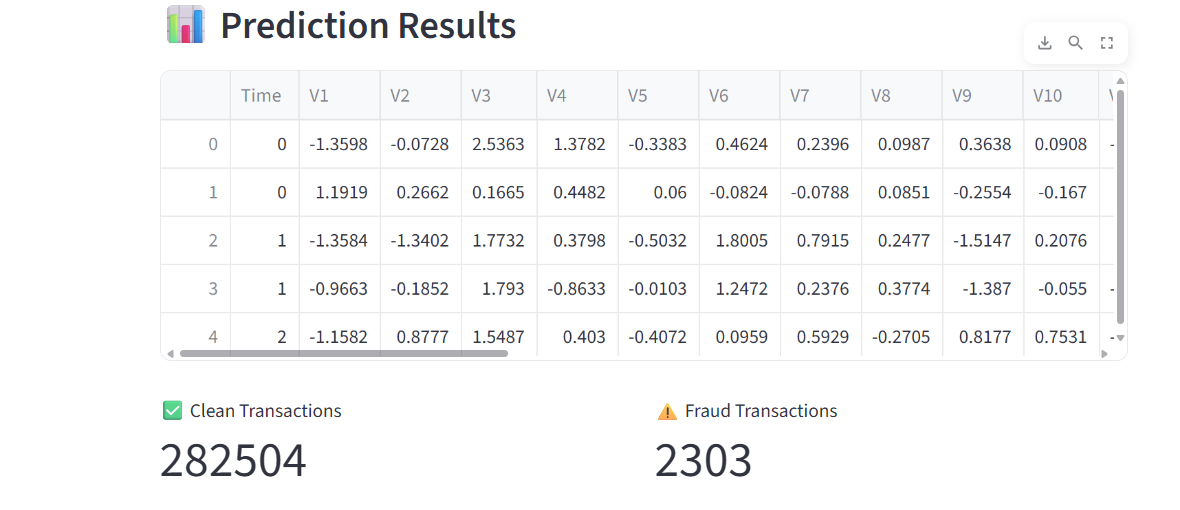 Prediction Results
Time V1 V2 V3 V4 V5 V6 V7 V8 V9 V10
0 0 -1.3598 -0.0728 2.5363 1.3782 -0.3383 0.4624 0.2396 0.0987 0.3638 0.0908
1 0 1.1919 0.2662 0.1665 0.4482 0.06 -0.0824 -0.0788 0.0851 -0.2554 -0.167
2 1 -1.3584 -1.3402 1.7732 0.3798 -0.5032 1.8005 0.7915 0.2477 -1.5147 0.2076
3 1 -0.9663 -0.1852 1.793 -0.8633 -0.0103 1.2472 0.2376 0.3774 -1.387 -0.055
4 2 -1.1582 0.8777 1.5487 0.403 -0.4072 0.0959 0.5929 -0.2705 0.8177 0.7531
Clean Transactions Fraud Transactions
282504 2303